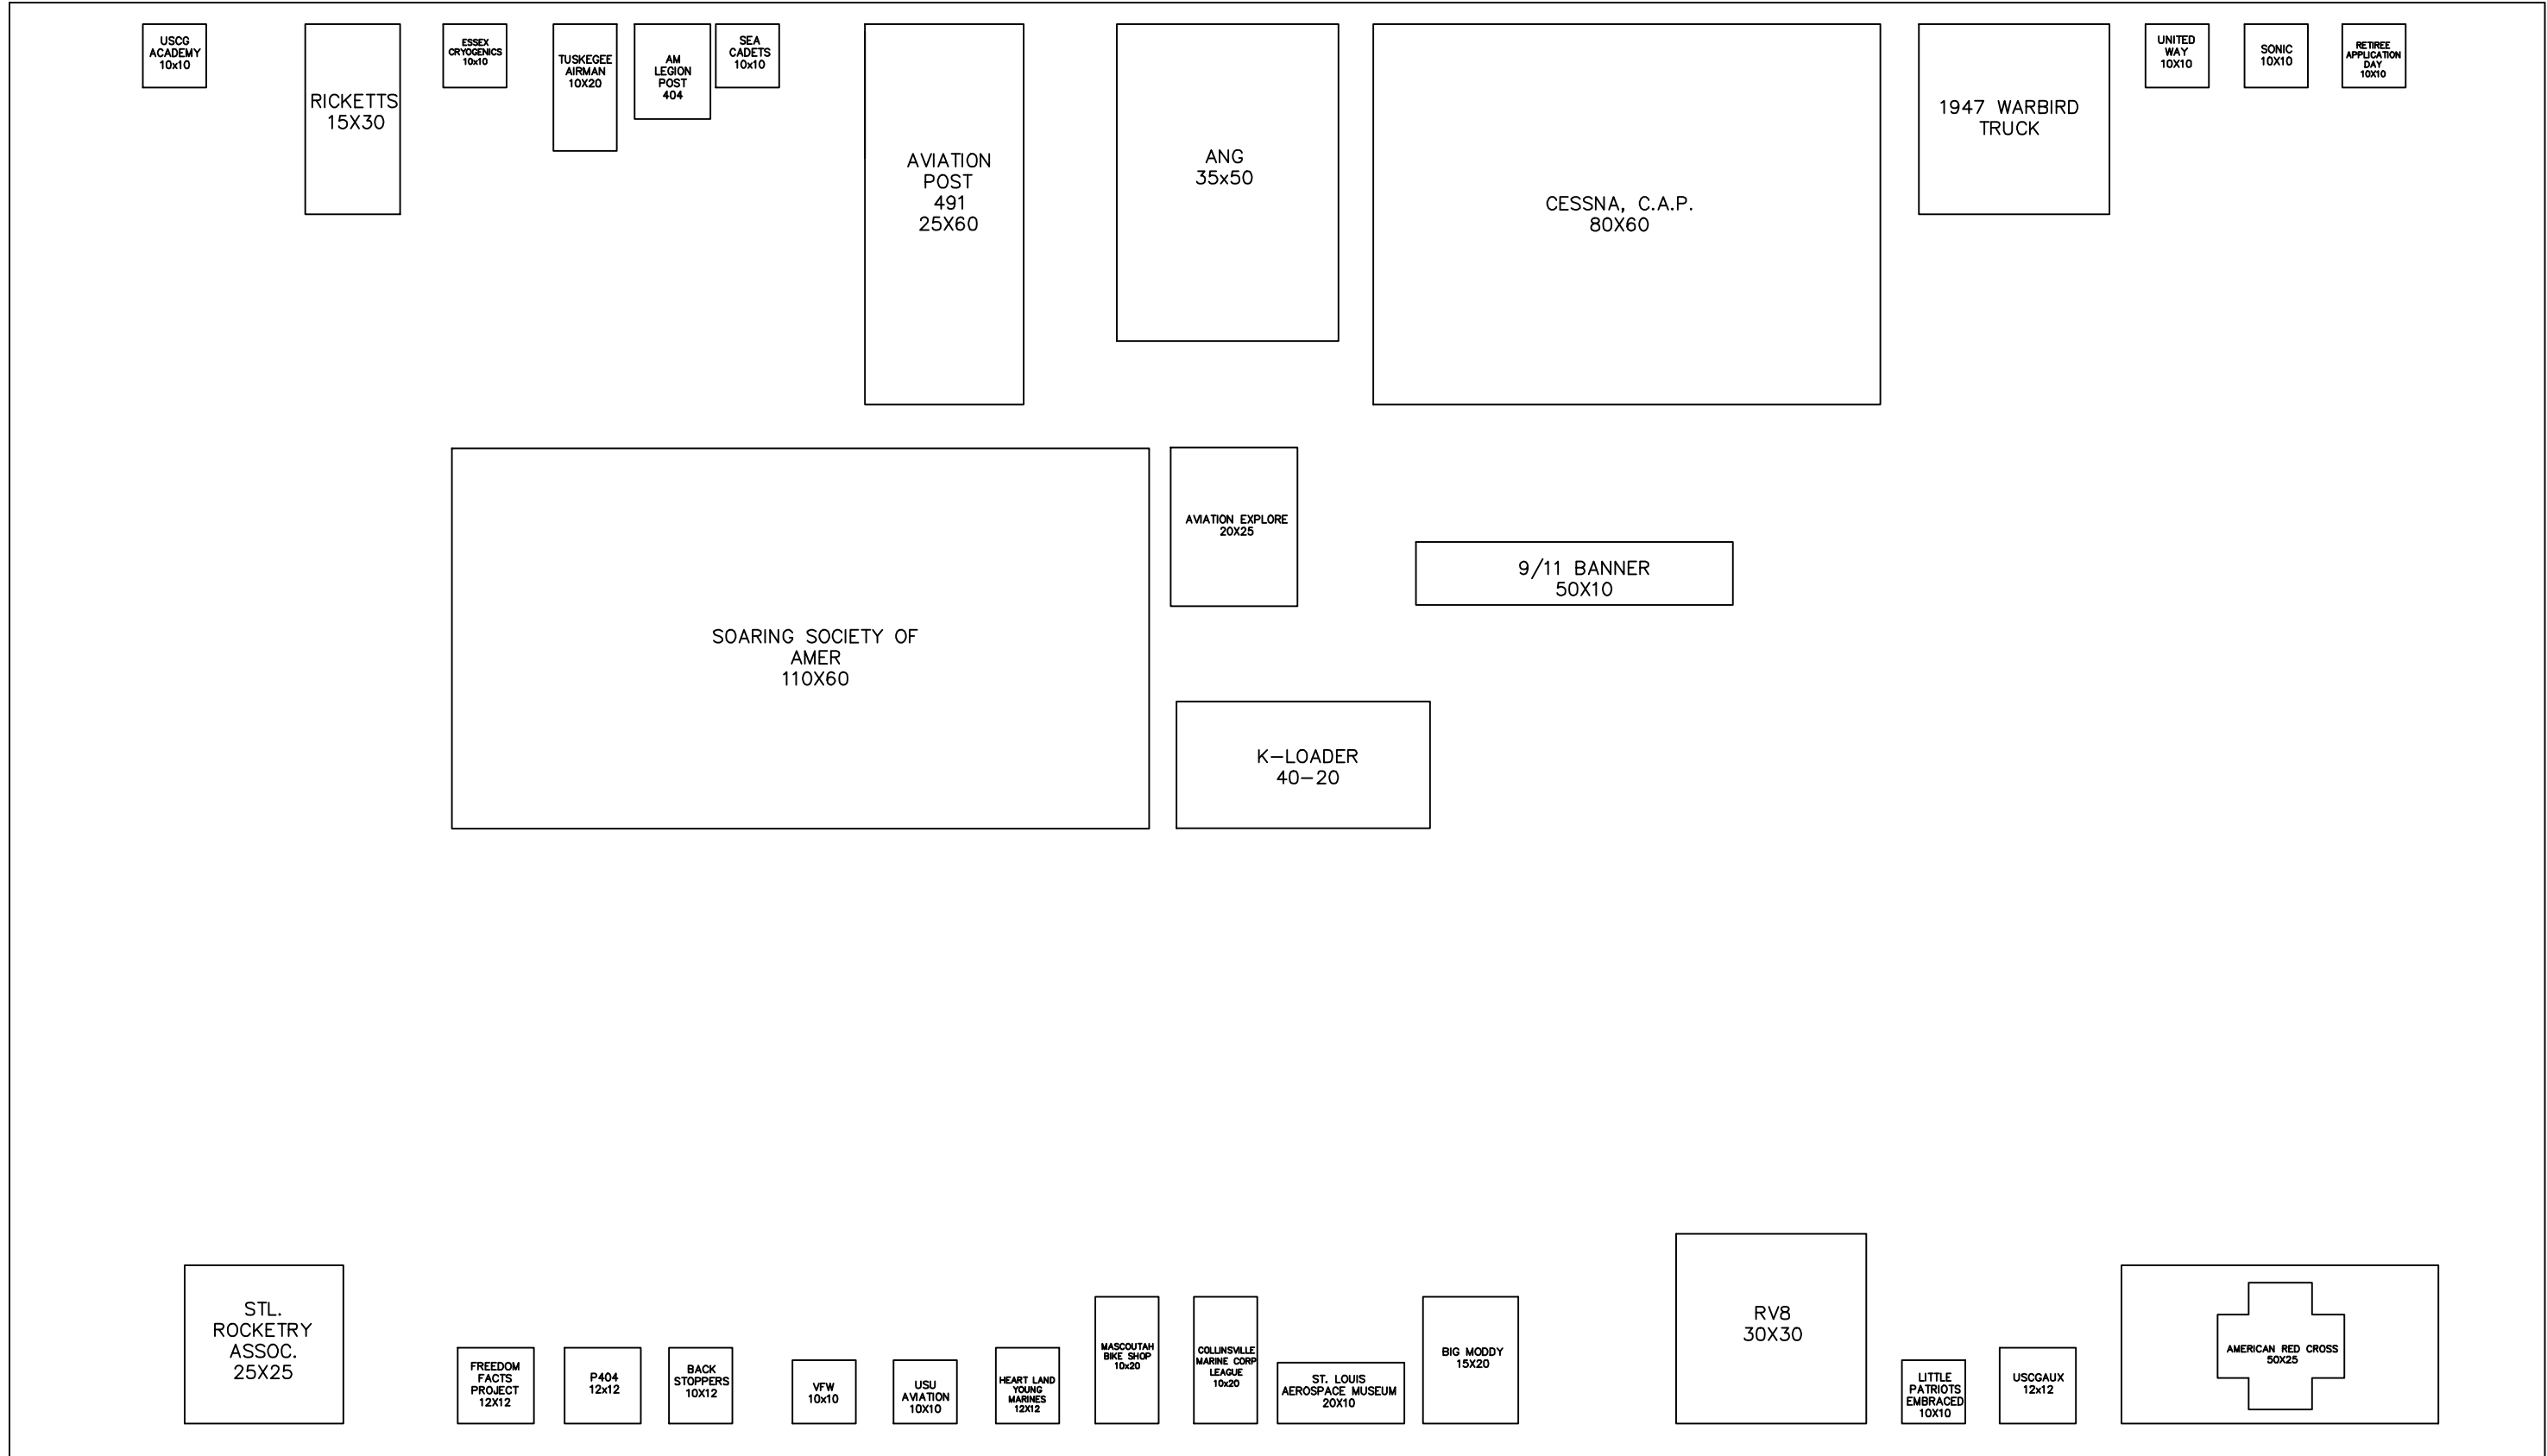 USCG
ACADEMY
10x10
RICKETTS
15X30
ESSEX
CRYOGENICS
10x10
TUSKEGEE
AIRMAN
10X20
AM
LEGION
POST
404
SEA
CADETS
10x10
AVIATION
POST
491
25X60
ANG
35x50
CESSNA, C.A.P.
80X60
1947 WARBIRD
TRUCK
UNITED
WAY
10X10
SONIC
10X10
RETIREE
APPLICATION
DAY
10X10
SOARING SOCIETY OF
AMER
110X60
AVIATION EXPLORE
20X25
9/11 BANNER
50X10
K-LOADER
40-20
STL.
ROCKETRY
ASSOC.
25X25
FREEDOM
FACTS
PROJECT
12X12
P404
12x12
BACK
STOPPERS
10X12
VFW
10x10
USU
AVIATION
10X10
HEART LAND
YOUNG
MARINES
12X12
MASCOUTAH
BIKE SHOP
10x20
COLLINSVILLE
MARINE CORP
LEAGUE
10x20
ST. LOUIS
AEROSPACE MUSEUM
20X10
BIG MODDY
15X20
RV8
30X30
LITTLE
PATRIOTS
EMBRACED
10X10
USCGAUX
12x12
AMERICAN RED CROSS
50X25